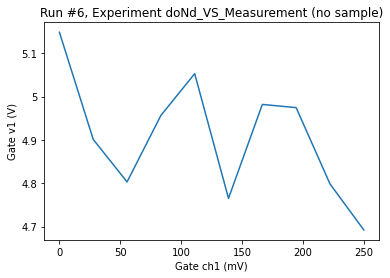 Run #6, Experiment doNd_VS_Measurement (no sample)
5.1
5
4.9
4.8
4.7
Gate v1 (V)
0 50 100 150 200 250
Gate ch1 (mV)